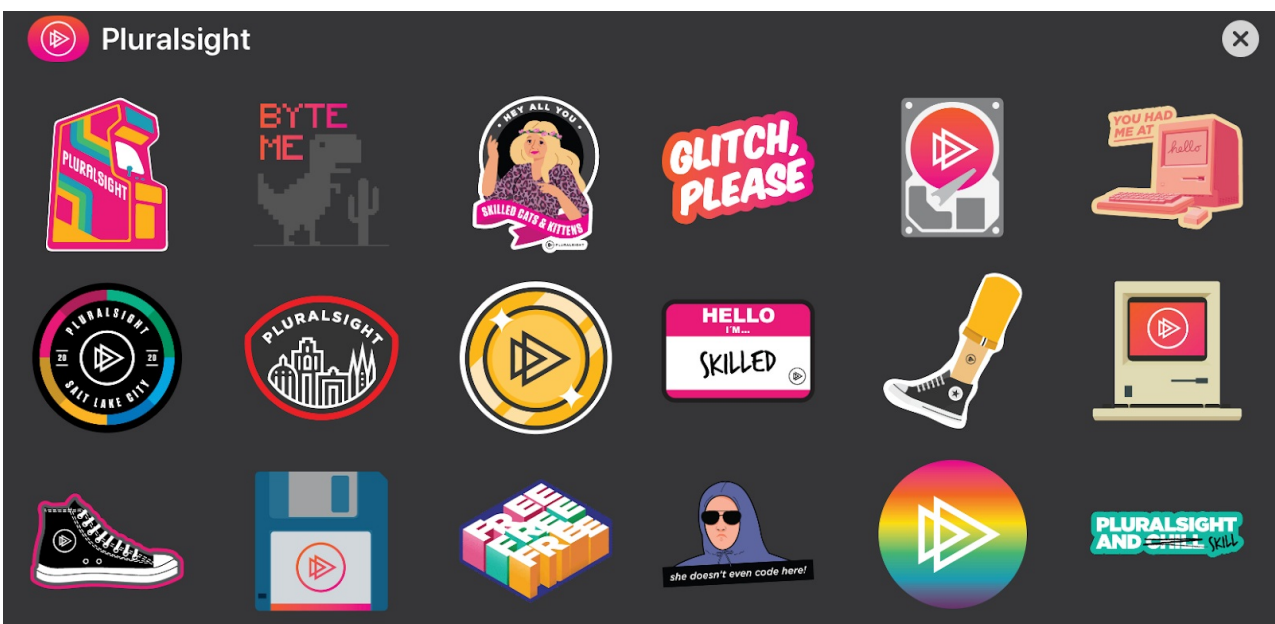 Pluralsight
PLURALSIGHT
BYTE
ME
HEY ALL YOU
SKILLED CATS & KITTENS
PLURALSIGHT
GLITCH,
PLEASE
YOU HAD
ME AT
hello
PLURALSIGHT
20 20
SALT LAKE CITY
PLURALSIGHT
HELLO
I'M...
SKILLED
FREE
FREE
FREE
she doesn't even code here!
PLURALSIGHT
AND CHILL SKILL